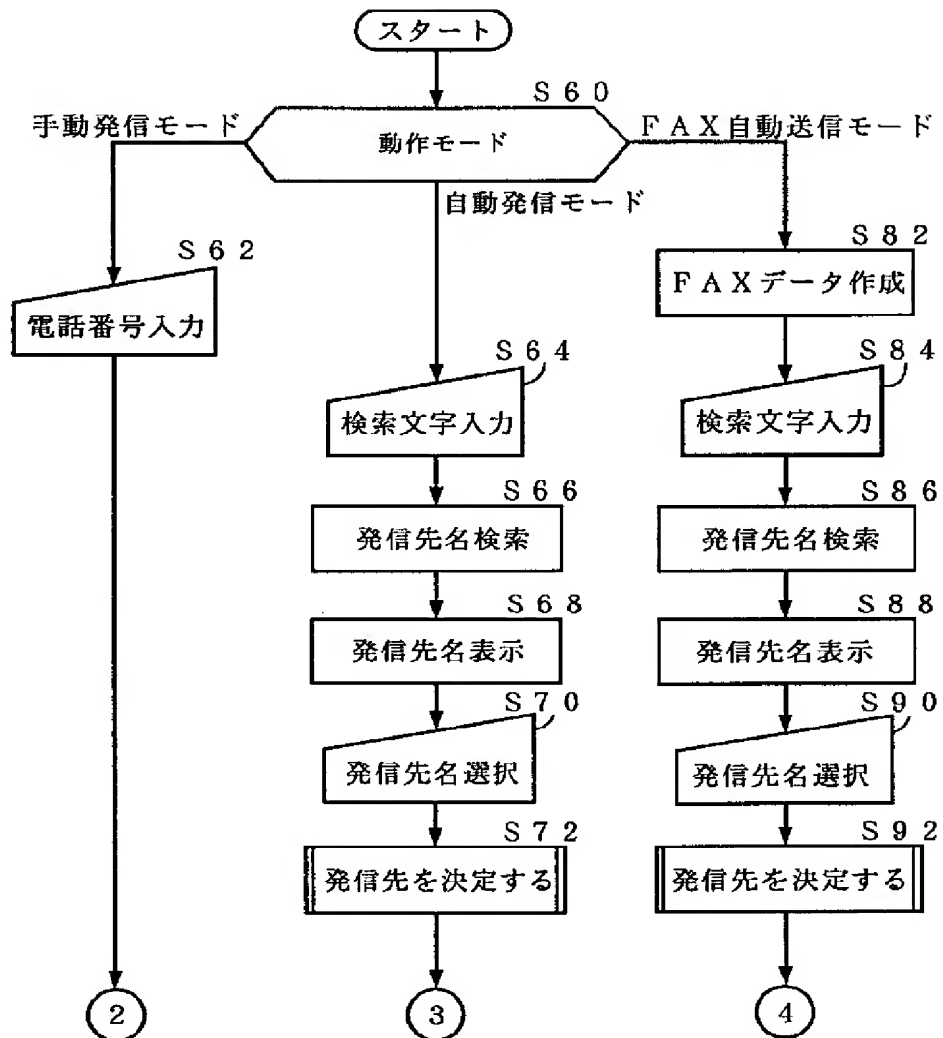 スタート
S60
手動発信モード
動作モード
FAX自動送信モード
自動発信モード
S62
電話番号入力
S82
FAXデータ作成
S64
検索文字入力
S84
検索文字入力
S66
発信先名検索
S86
発信先名検索
S68
発信先名表示
S88
発信先名表示
S70
発信先名選択
S90
発信先名選択
S72
発信先を決定する
S92
発信先を決定する
2
3
4